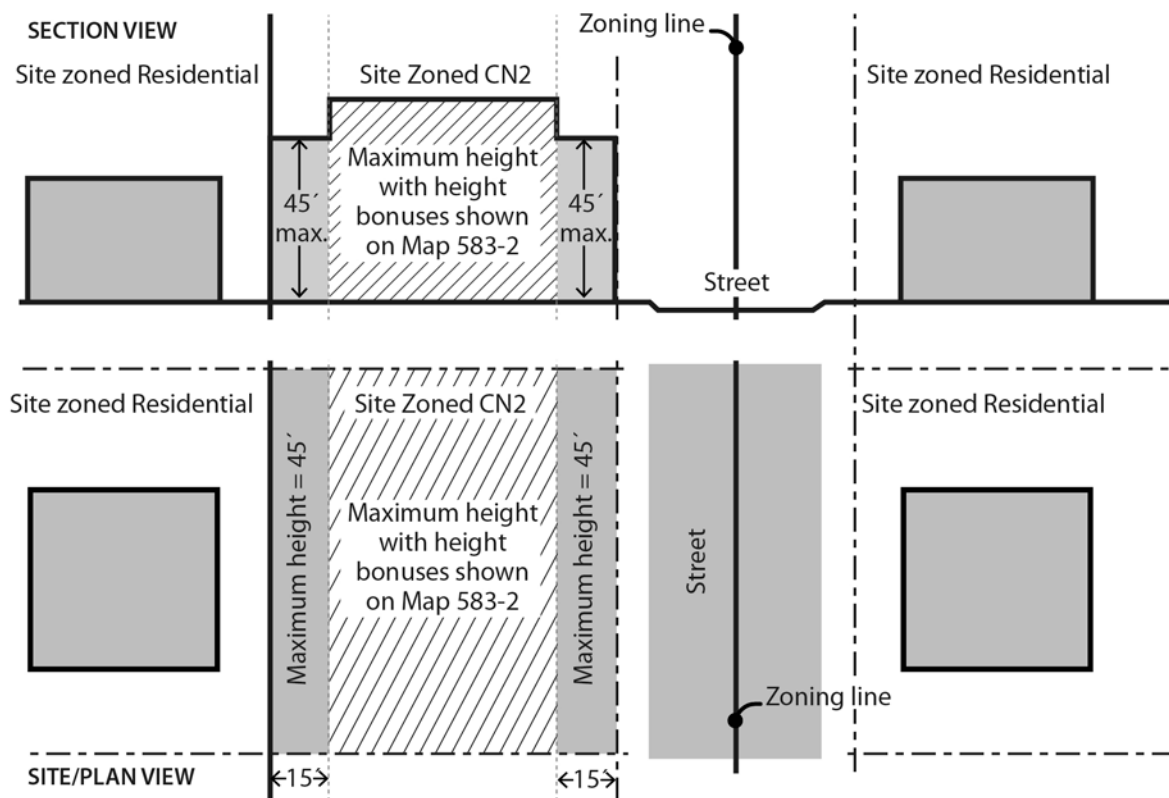 SECTION VIEW
Zoning line
Site zoned Residential
Site Zoned CN2
Site zoned Residential
Maximum height
with height
bonuses shown
on Map 583-2
45′
max.
45′
max.
Street
Site zoned Residential
Site Zoned CN2
Site zoned Residential
Maximum height = 45′
Maximum height
with height
bonuses shown
on Map 583-2
Maximum height = 45′
Street
Zoning line
SITE/PLAN VIEW
15′
15′